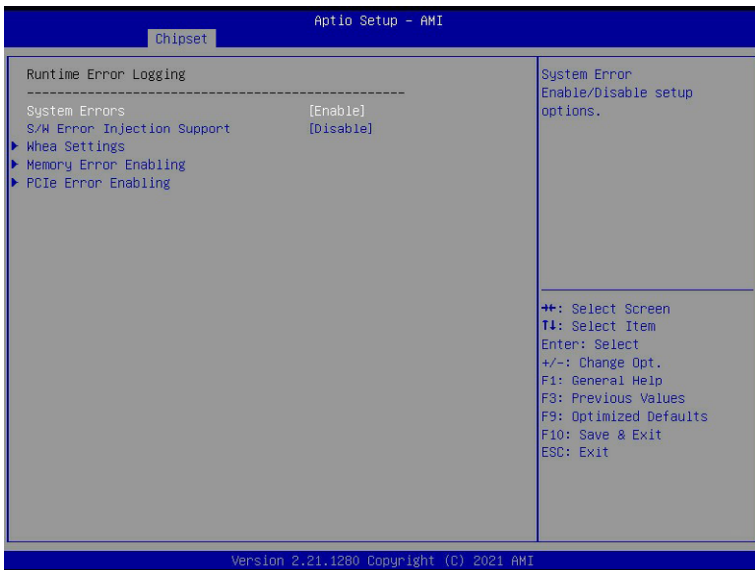 Aptio Setup - AMI
Chipset
Runtime Error Logging
--------------------------------------------------
System Errors [Enable]
S/W Error Injection Support [Disable]
Whea Settings
Memory Error Enabling
PCIe Error Enabling
System Error
Enable/Disable setup
options.
→←: Select Screen
↑↓: Select Item
Enter: Select
+/-: Change Opt.
F1: General Help
F3: Previous Values
F9: Optimized Defaults
F10: Save & Exit
ESC: Exit
Version 2.21.1280 Copyright (C) 2021 AMI